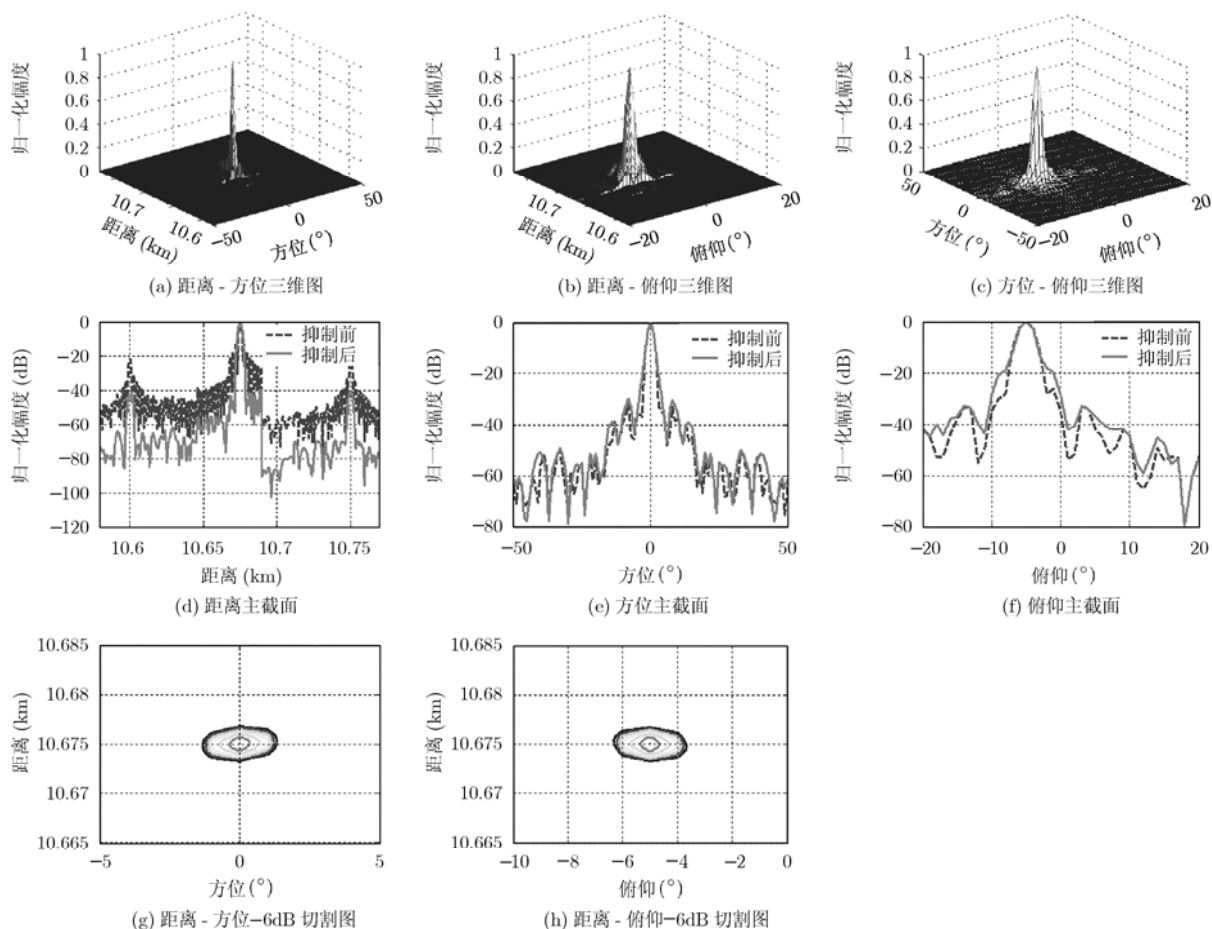 归一化幅度
1
0.8
0.6
0.4
0.2
0
10.7
10.6
距离 (km)
-50
0
50
方位(°)
(a) 距离 - 方位三维图
归一化幅度
1
0.8
0.6
0.4
0.2
0
10.7
10.6
距离 (km)
-20
0
20
俯仰(°)
(b) 距离 - 俯仰三维图
归一化幅度
1
0.8
0.6
0.4
0.2
0
50
0
-50
方位(°)
-20
0
20
俯仰(°)
(c) 方位 - 俯仰三维图
归一化幅度 (dB)
0
-20
-40
-60
-80
-100
-120
抑制前
抑制后
10.6 10.65 10.7 10.75
距离 (km)
(d) 距离主截面
归一化幅度 (dB)
0
-20
-40
-60
-80
抑制前
抑制后
-50 0 50
方位(°)
(e) 方位主截面
归一化幅度 (dB)
0
-20
-40
-60
-80
抑制前
抑制后
-20 -10 0 10 20
俯仰(°)
(f) 俯仰主截面
距离 (km)
10.685
10.68
10.675
10.67
10.665
-5 0 5
方位(°)
(g) 距离 - 方位-6dB 切割图
距离 (km)
10.685
10.68
10.675
10.67
10.665
-10 -8 -6 -4 -2 0
俯仰(°)
(h) 距离 - 俯仰-6dB 切割图